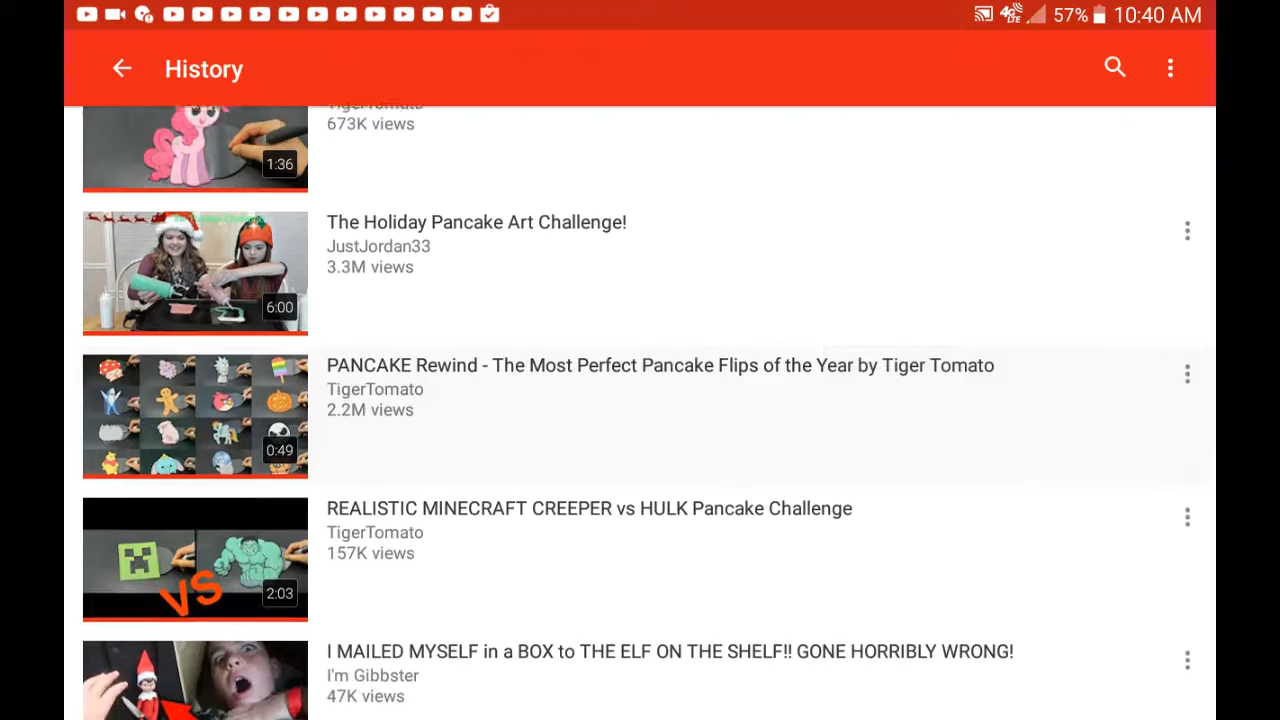 57% 10:40 AM
History
TigerTomato
673K views
1:36
The Holiday Pancake Art Challenge!
JustJordan33
3.3M views
6:00
PANCAKE Rewind - The Most Perfect Pancake Flips of the Year by Tiger Tomato
TigerTomato
2.2M views
0:49
REALISTIC MINECRAFT CREEPER vs HULK Pancake Challenge
TigerTomato
157K views
VS
2:03
I MAILED MYSELF in a BOX to THE ELF ON THE SHELF!! GONE HORRIBLY WRONG!
I'm Gibbster
47K views